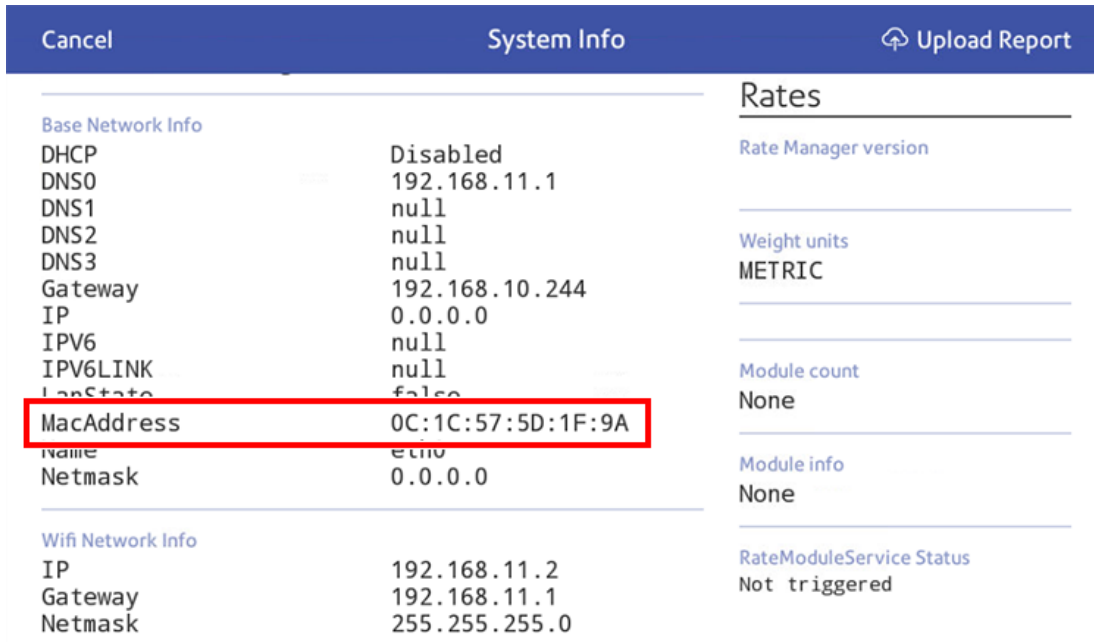 Cancel System Info Upload Report
Base Network Info
DHCP Disabled
DNS0 192.168.11.1
DNS1 null
DNS2 null
DNS3 null
Gateway 192.168.10.244
IP 0.0.0.0
IPV6 null
IPV6LINK null
LanState false
MacAddress 0C:1C:57:5D:1F:9A
Name eth0
Netmask 0.0.0.0
Wifi Network Info
IP 192.168.11.2
Gateway 192.168.11.1
Netmask 255.255.255.0
Rates
Rate Manager version
Weight units
METRIC
Module count
None
Module info
None
RateModuleService Status
Not triggered